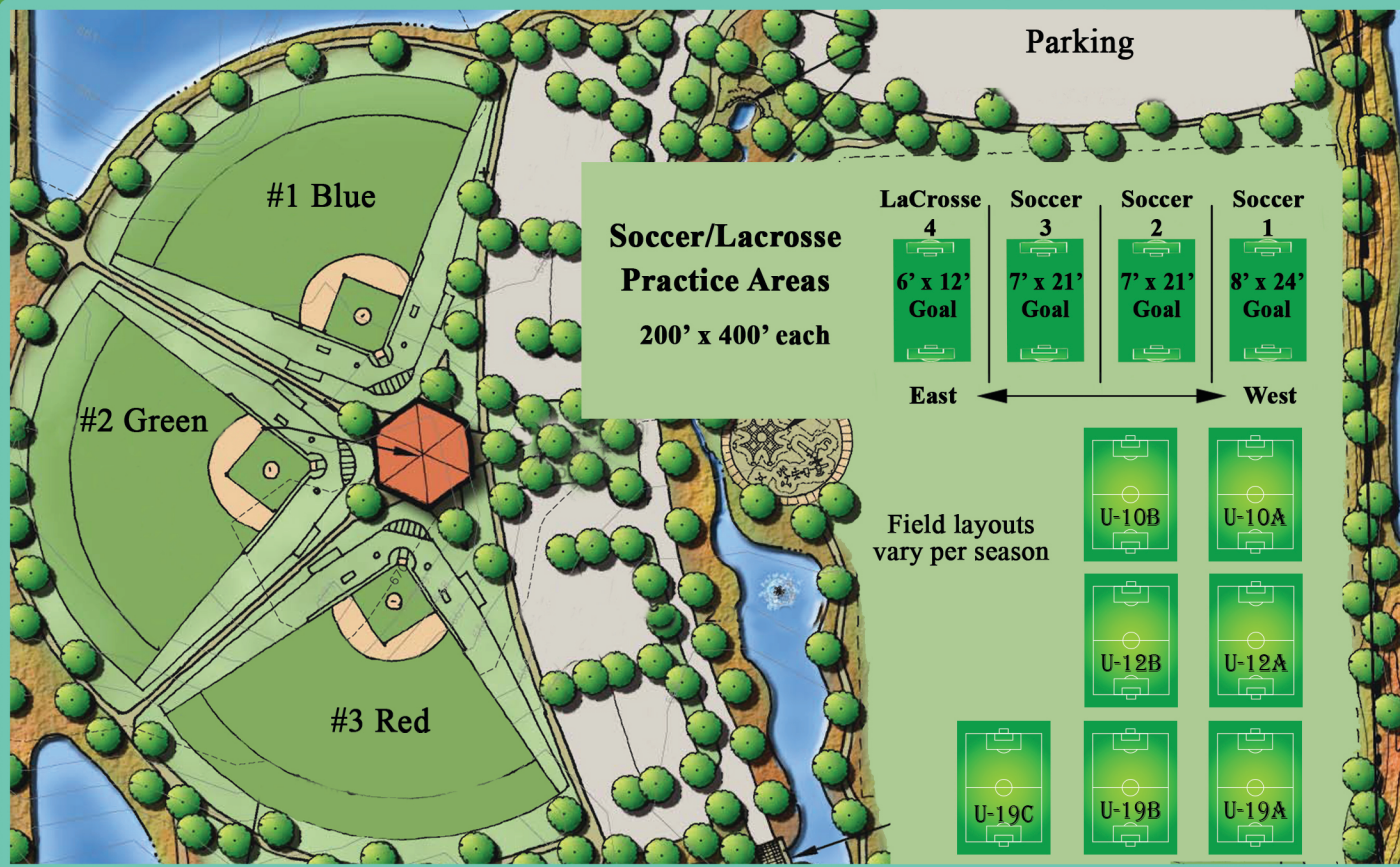 Parking
#1 Blue
#2 Green
#3 Red
Soccer/Lacrosse
Practice Areas
200’ x 400’ each
LaCrosse
4
Soccer
3
Soccer
2
Soccer
1
6’ x 12’
Goal
7’ x 21’
Goal
7’ x 21’
Goal
8’ x 24’
Goal
East
West
Field layouts
vary per season
U-10B
U-10A
U-12B
U-12A
U-19C
U-19B
U-19A